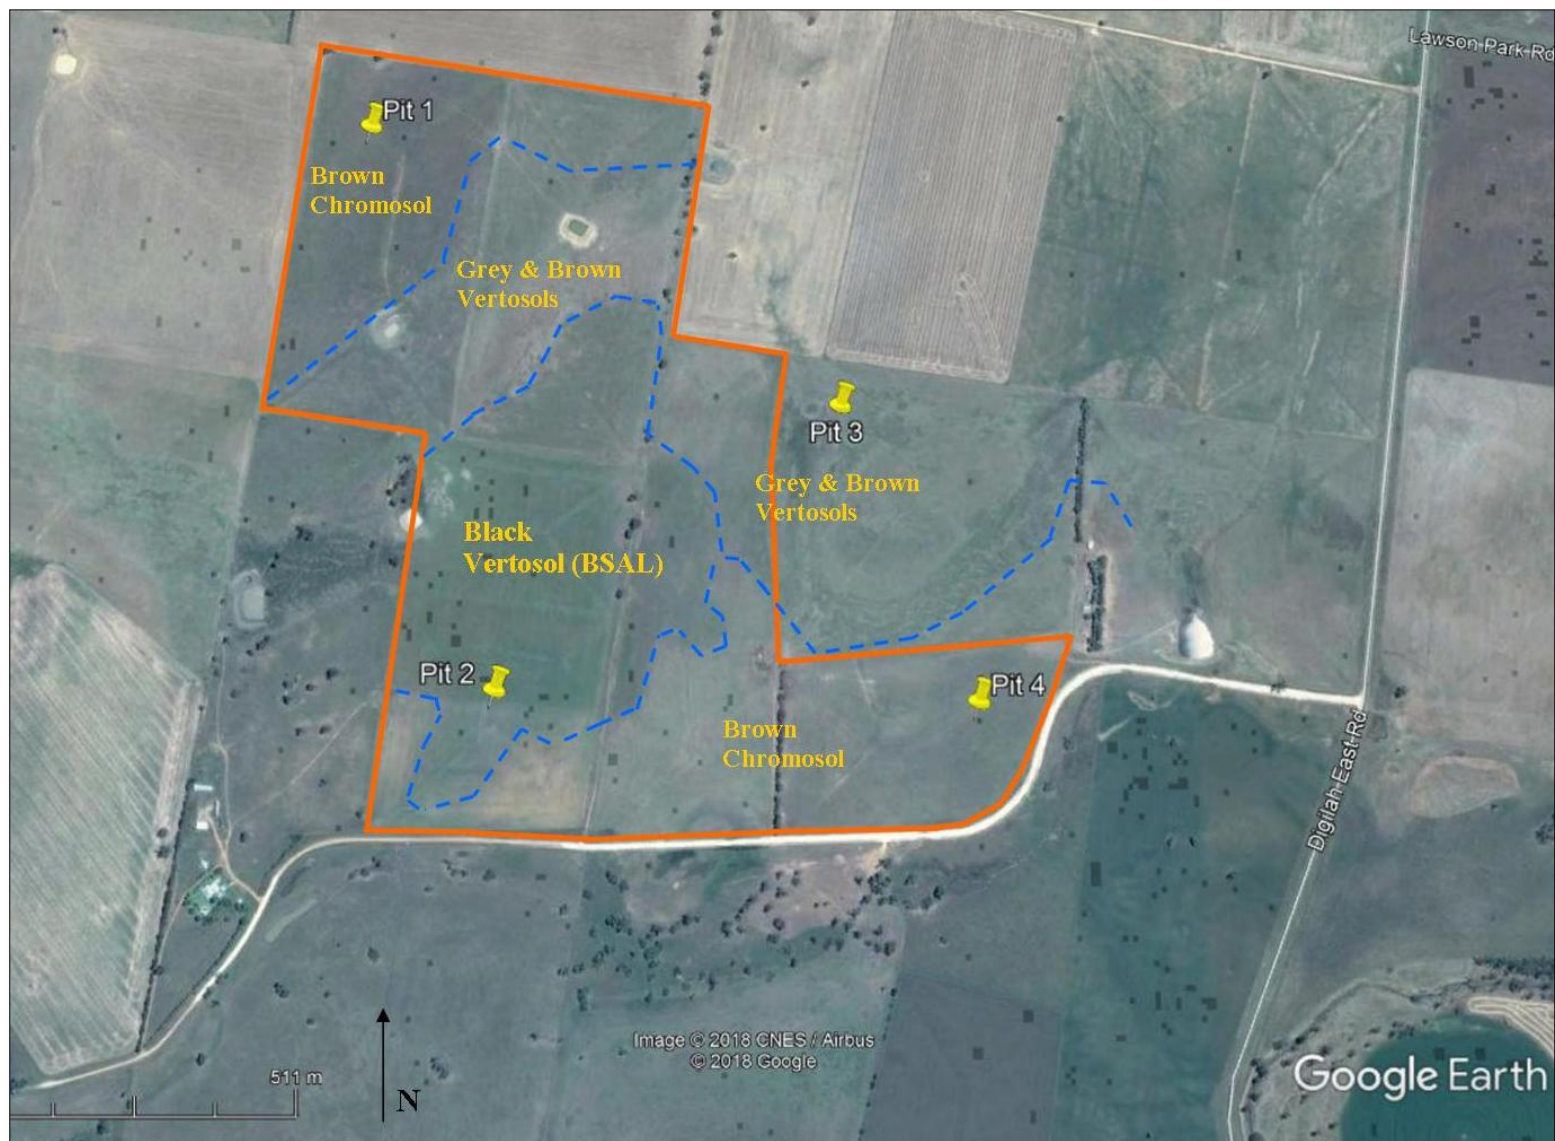 Lawson Park Rd
Pit 1
Brown
Chromosol
Grey & Brown
Vertosols
Pit 3
Grey & Brown
Vertosols
Black
Vertosol (BSAL)
Pit 2
Pit 4
Brown
Chromosol
Digilah East Rd
Image © 2018 CNES / Airbus
© 2018 Google
511 m
N
Google Earth